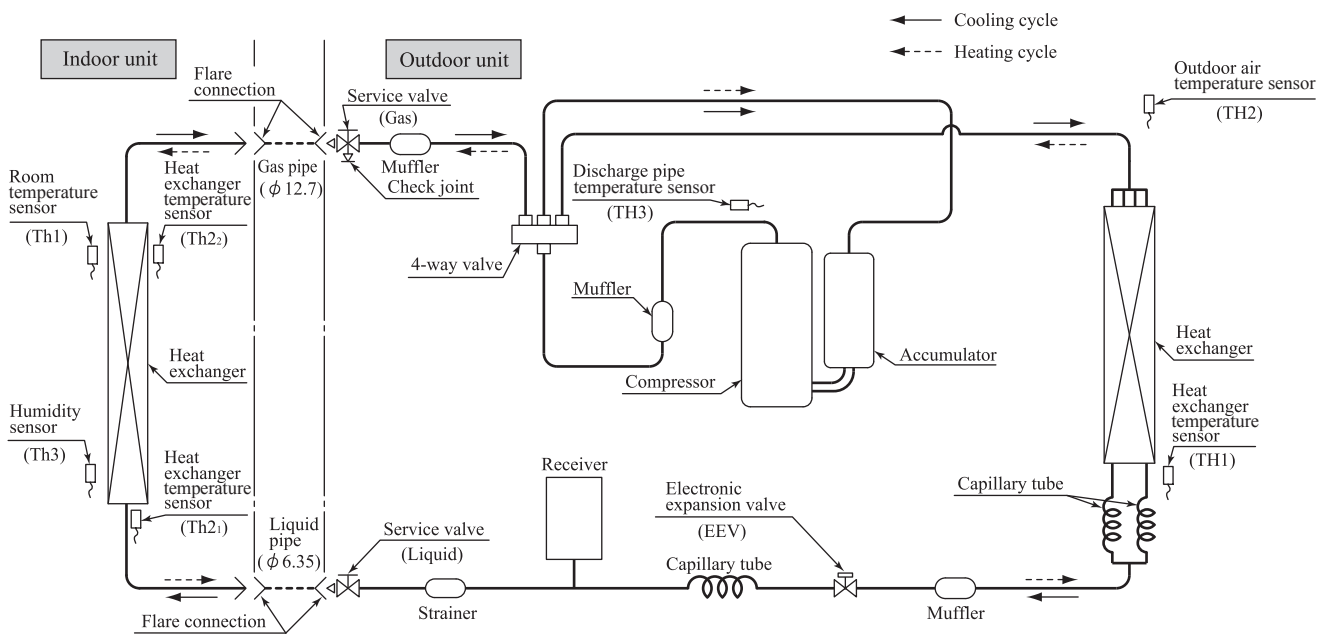 Cooling cycle
Heating cycle
Indoor unit
Outdoor unit
Flare
connection
Service valve
(Gas)
Outdoor air
temperature sensor
(TH2)
Gas pipe
(ϕ 12.7)
Muffler
Check joint
Room
temperature
sensor
(Th1)
Heat
exchanger
temperature
sensor
(Th2₂)
Discharge pipe
temperature sensor
(TH3)
4-way valve
Muffler
Heat
exchanger
Compressor
Accumulator
Heat
exchanger
Humidity
sensor
(Th3)
Heat
exchanger
temperature
sensor
(Th2₁)
Heat
exchanger
temperature
sensor
(TH1)
Receiver
Capillary tube
Electronic
expansion valve
(EEV)
Liquid
pipe
(ϕ 6.35)
Service valve
(Liquid)
Capillary tube
Strainer
Muffler
Flare connection